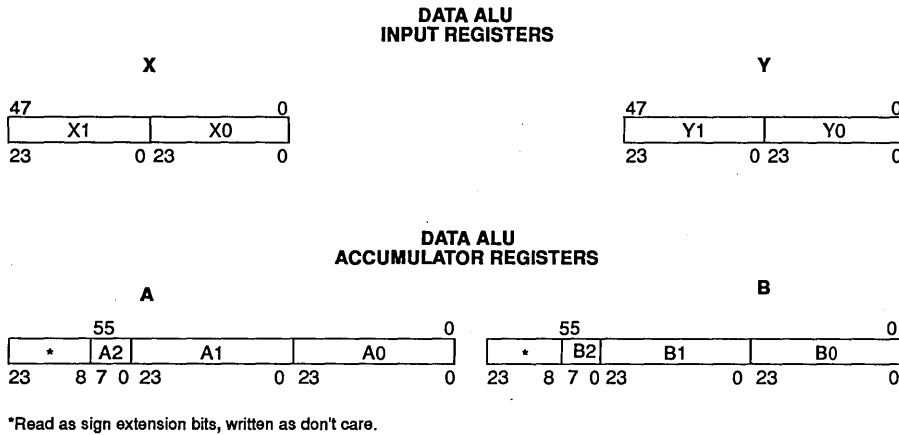 DATA ALU
INPUT REGISTERS
X Y
47 0 47 0
X1 X0 Y1 Y0
23 0 23 0 23 0 23 0
DATA ALU
ACCUMULATOR REGISTERS
A B
55 0 55 0
* A2 A1 A0 * B2 B1 B0
23 8 7 0 23 0 23 0 23 8 7 0 23 0 23 0
*Read as sign extension bits, written as don't care.